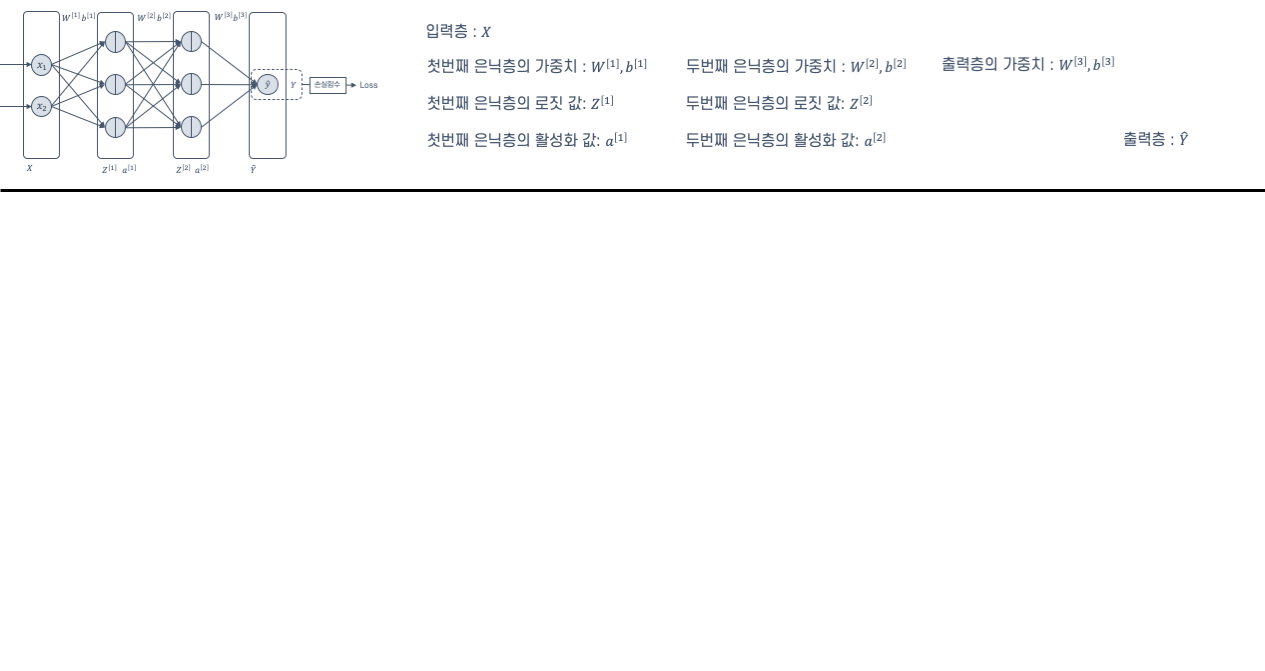 W^[1] b^[1] W^[2] b^[2] W^[3] b^[3]
x₁
x₂
ŷ Y 손실함수 Loss
X Z^[1] a^[1] Z^[2] a^[2] Ŷ
입력층 : X
첫번째 은닉층의 가중치 : W^[1], b^[1]
첫번째 은닉층의 로짓 값: Z^[1]
첫번째 은닉층의 활성화 값: a^[1]
두번째 은닉층의 가중치 : W^[2], b^[2]
두번째 은닉층의 로짓 값: Z^[2]
두번째 은닉층의 활성화 값: a^[2]
출력층의 가중치 : W^[3], b^[3]
출력층 : Ŷ